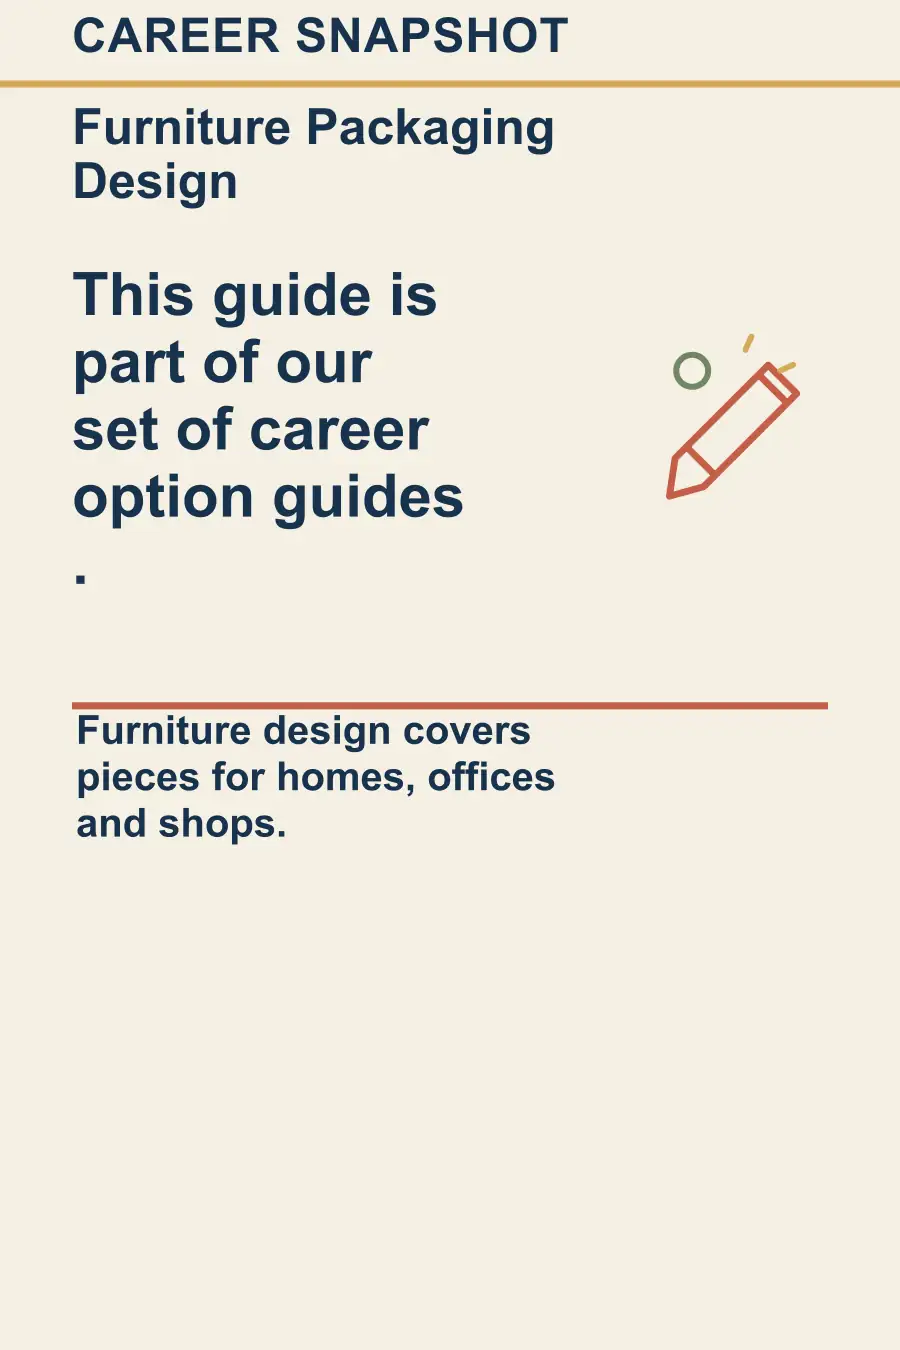 CAREER SNAPSHOT
Furniture Packaging
Design
This guide is
part of our
set of career
option guides
.
Furniture design covers
pieces for homes, offices
and shops.